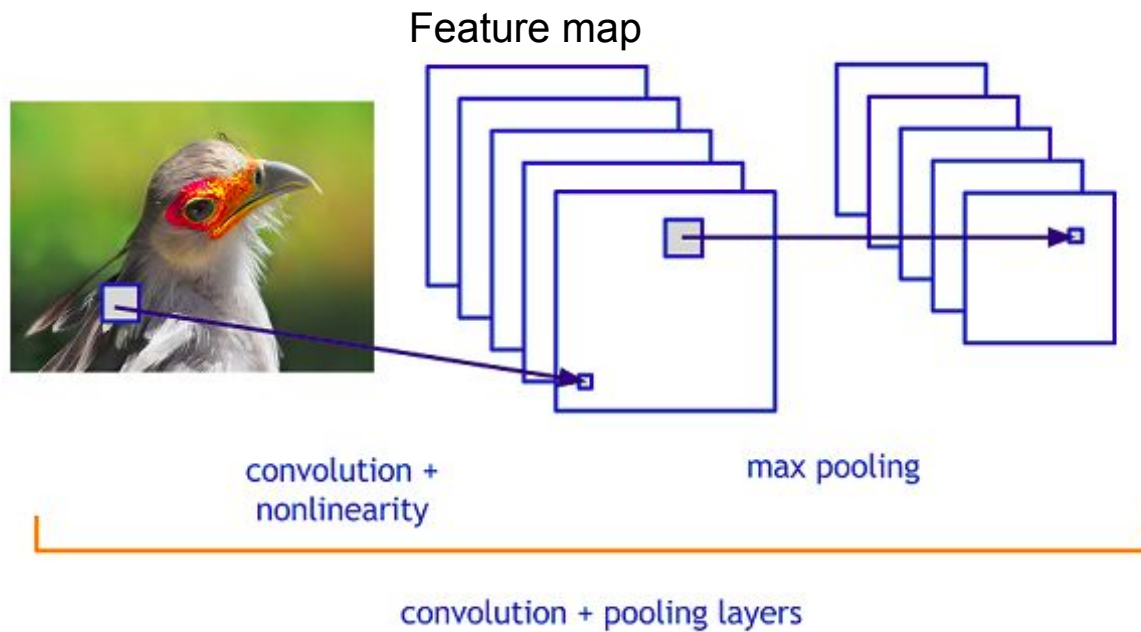 Feature map
convolution +
nonlinearity
max pooling
convolution + pooling layers